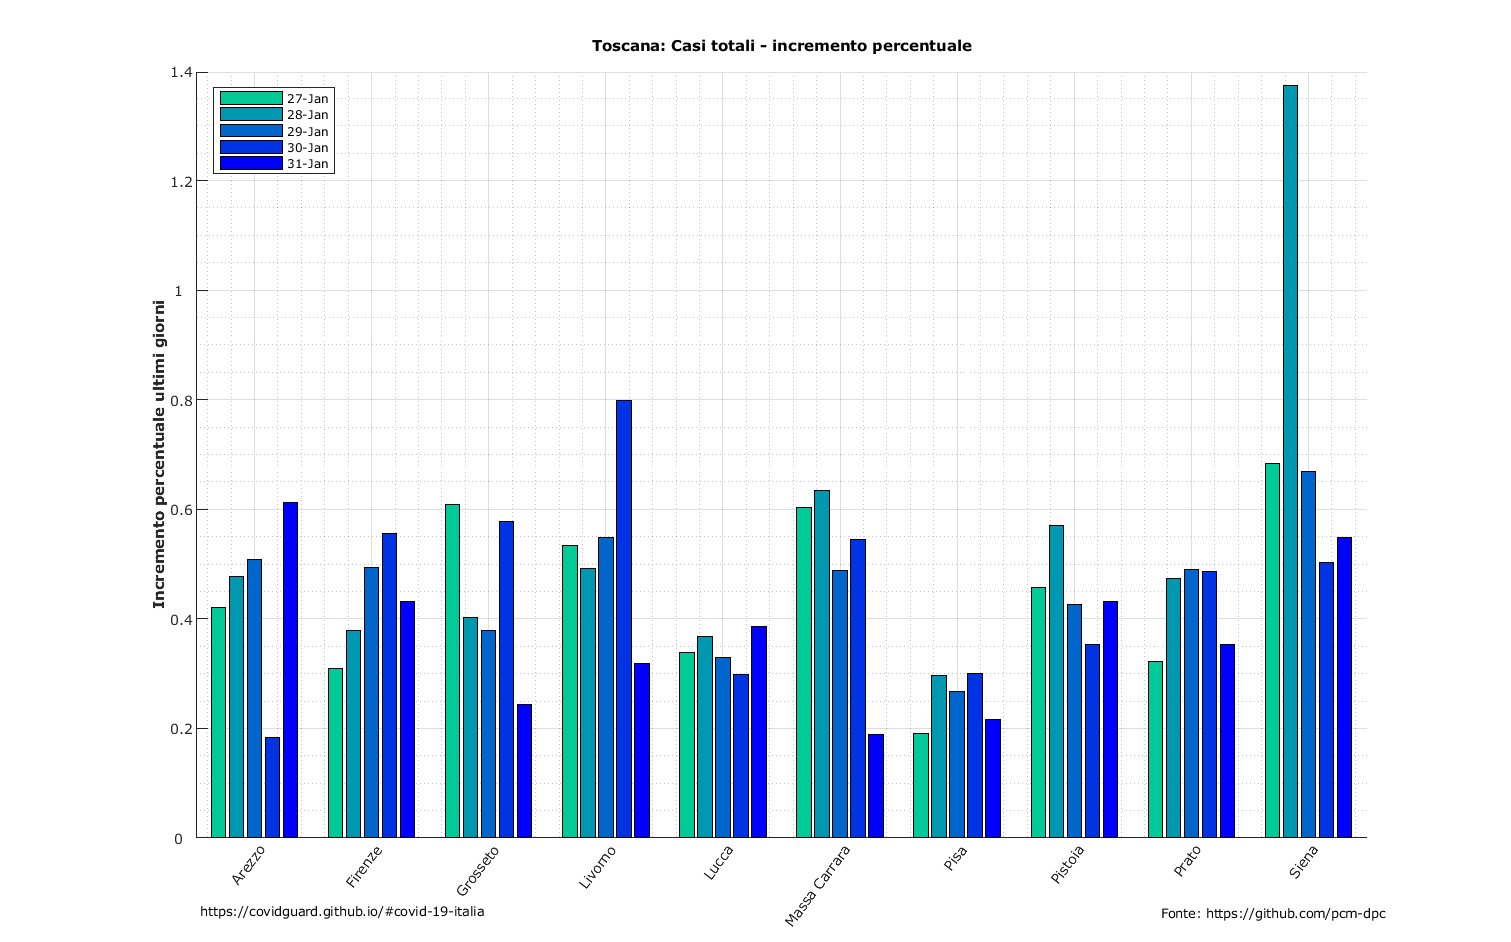 Toscana: Casi totali - incremento percentuale
Incremento percentuale ultimi giorni
1.4
1.2
1
0.8
0.6
0.4
0.2
0
27-Jan
28-Jan
29-Jan
30-Jan
31-Jan
Arezzo
Firenze
Grosseto
Livorno
Lucca
Massa Carrara
Pisa
Pistoia
Prato
Siena
https://covidguard.github.io/#covid-19-italia
Fonte: https://github.com/pcm-dpc